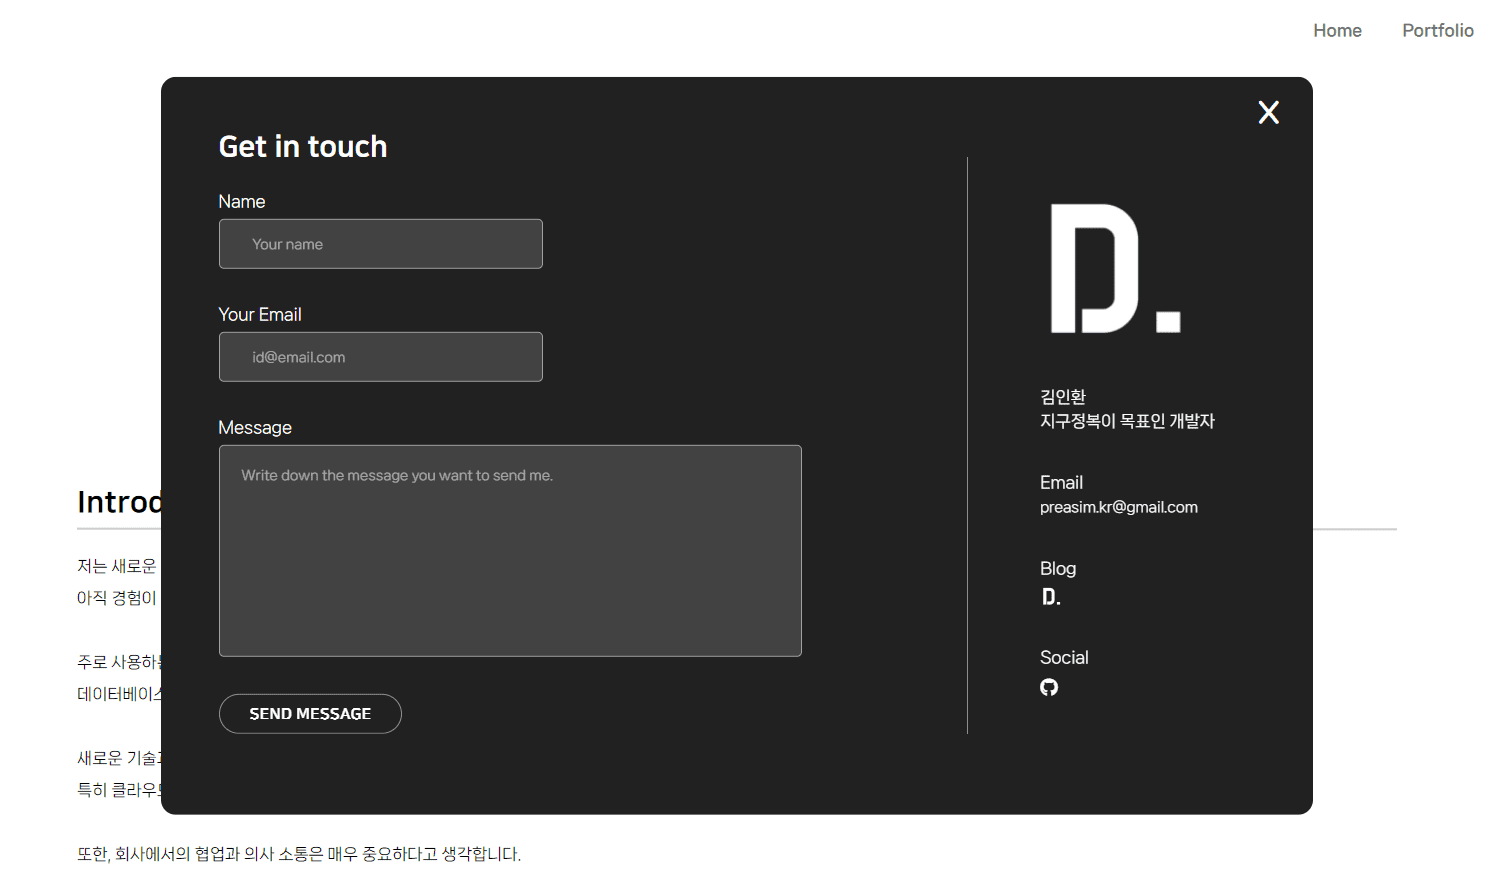 Home Portfolio
X
Get in touch
Name
Your name
Your Email
id@email.com
Message
Write down the message you want to send me.
SEND MESSAGE
D.
김인환
지구정복이 목표인 개발자
Email
preasim.kr@gmail.com
Blog
D.
Social
Introd
저는 새로운
아직 경험이
주로 사용하
데이터베이
새로운 기술
특히 클라우
또한, 회사에서의 협업과 의사 소통은 매우 중요하다고 생각합니다.